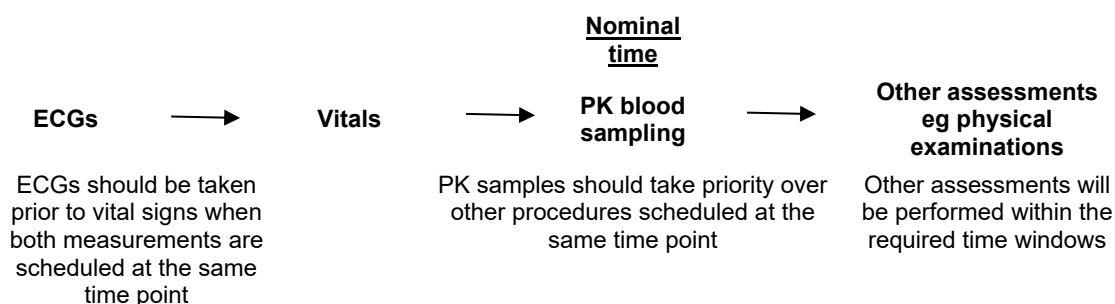 Nominal
time
ECGs
Vitals
PK blood
sampling
Other assessments
eg physical
examinations
ECGs should be taken
prior to vital signs when
both measurements are
scheduled at the same
time point
PK samples should take priority over
other procedures scheduled at the
same time point
Other assessments will
be performed within the
required time windows